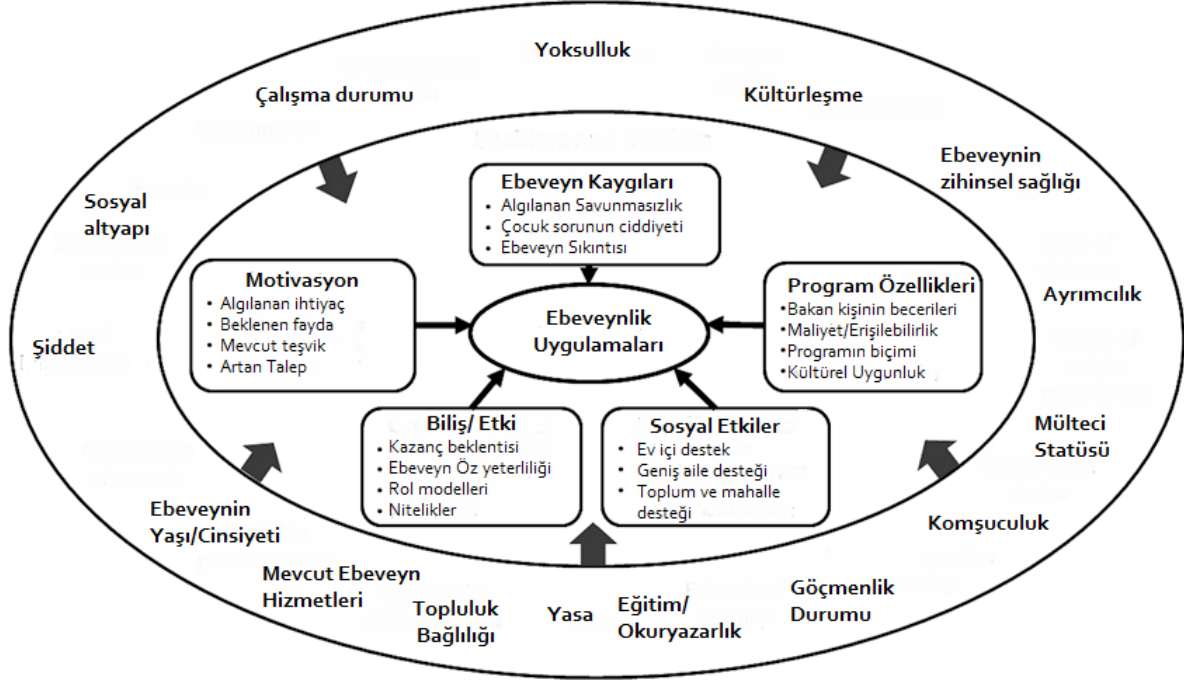 Yoksulluk
Çalışma durumu
Kültürleşme
Ebeveynin
zihinsel sağlığı
Sosyal
altyapı
Ebeveyn Kaygıları
• Algılanan Savunmasızlık
• Çocuk sorunun ciddiyeti
• Ebeveyn Sıkıntısı
Motivasyon
• Algılanan ihtiyaç
• Beklenen fayda
• Mevcut teşvik
• Artan Talep
Ebeveynlik
Uygulamaları
Program Özellikleri
• Bakan kişinin becerileri
• Maliyet/Erişilebilirlik
• Programın biçimi
• Kültürel Uygunluk
Ayrımcılık
Şiddet
Biliş/ Etki
• Kazanç beklentisi
• Ebeveyn Öz yeterliliği
• Rol modelleri
• Nitelikler
Sosyal Etkiler
• Ev içi destek
• Geniş aile desteği
• Toplum ve mahalle
desteği
Mülteci
Statüsü
Ebeveynin
Yaşı/Cinsiyeti
Komşuculuk
Mevcut Ebeveyn
Hizmetleri
Topluluk
Bağlılığı
Yasa
Eğitim/
Okuryazarlık
Göçmenlik
Durumu